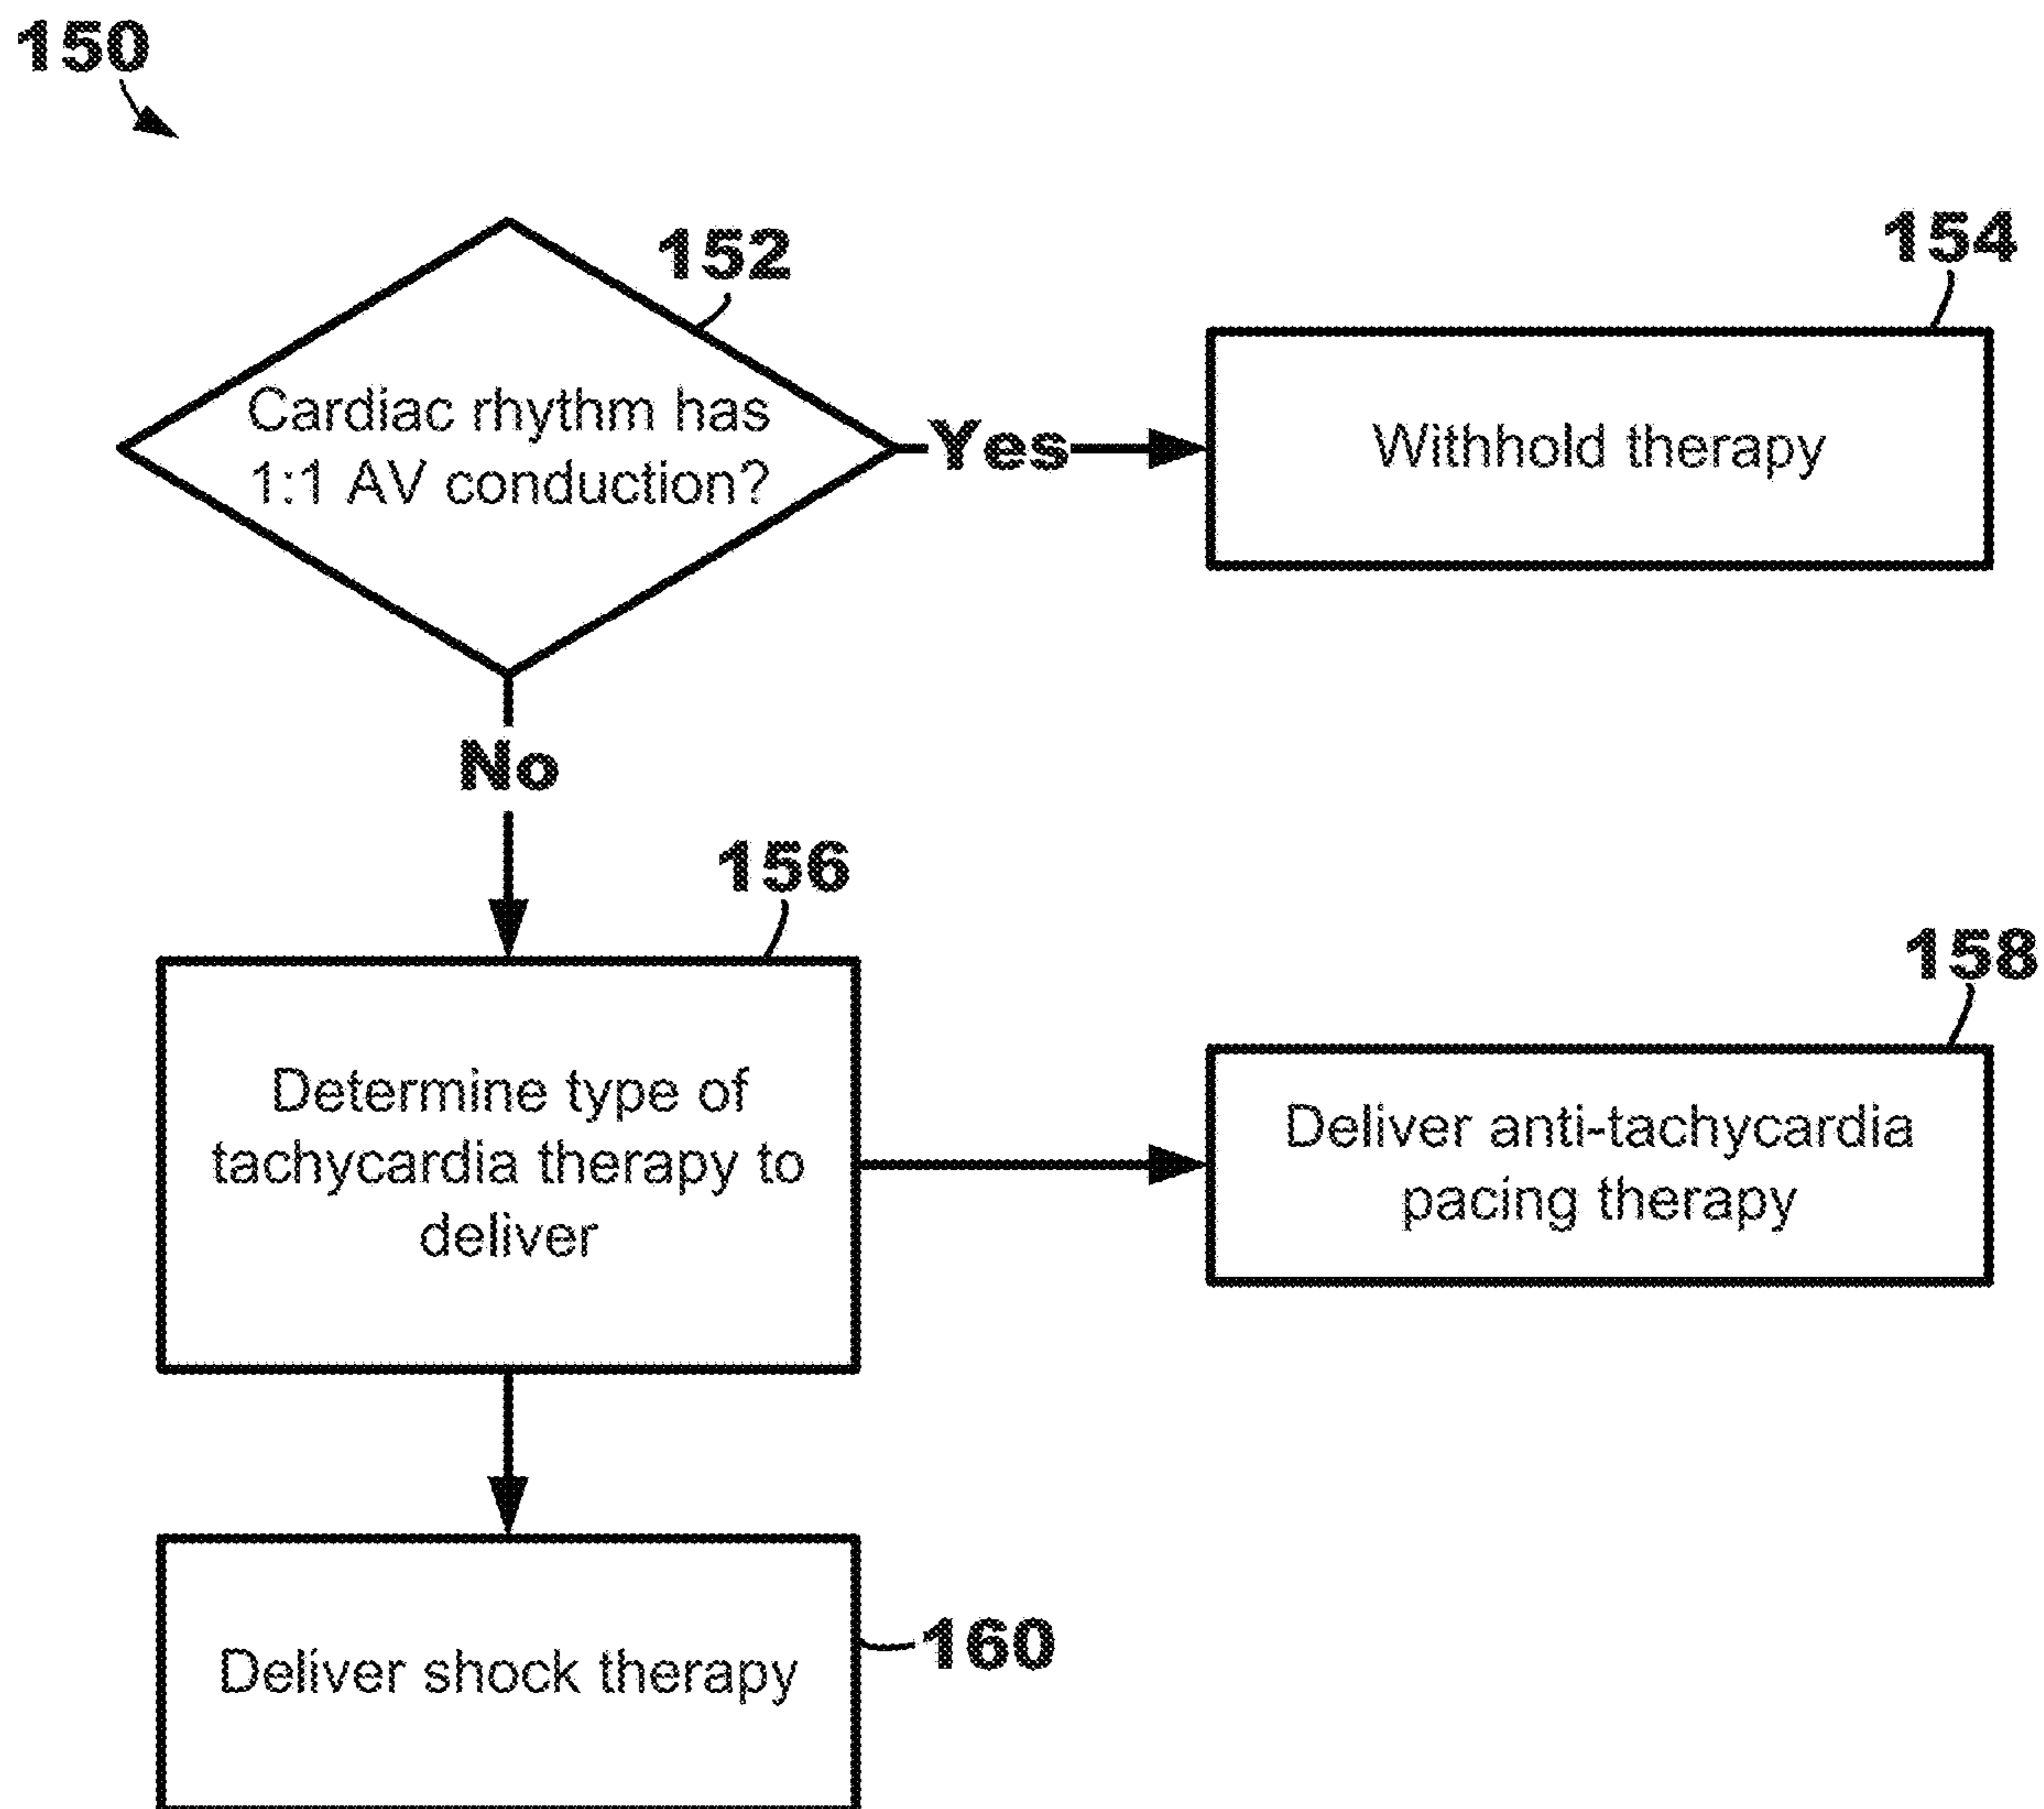 150
152
154
Cardiac rhythm has
1:1 AV conduction?
Yes
Withhold therapy
No
156
158
Determine type of
tachycardia therapy to
deliver
Deliver anti-tachycardia
pacing therapy
Deliver shock therapy
160